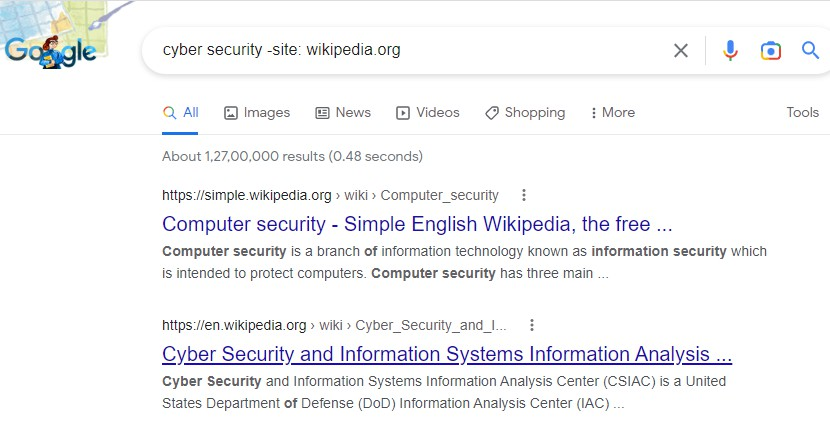 Google
cyber security -site: wikipedia.org
All Images News Videos Shopping More Tools
About 1,27,00,000 results (0.48 seconds)
https://simple.wikipedia.org › wiki › Computer_security
Computer security - Simple English Wikipedia, the free ...
Computer security is a branch of information technology known as information security which
is intended to protect computers. Computer security has three main ...
https://en.wikipedia.org › wiki › Cyber_Security_and_I...
Cyber Security and Information Systems Information Analysis ...
Cyber Security and Information Systems Information Analysis Center (CSIAC) is a United
States Department of Defense (DoD) Information Analysis Center (IAC) ...